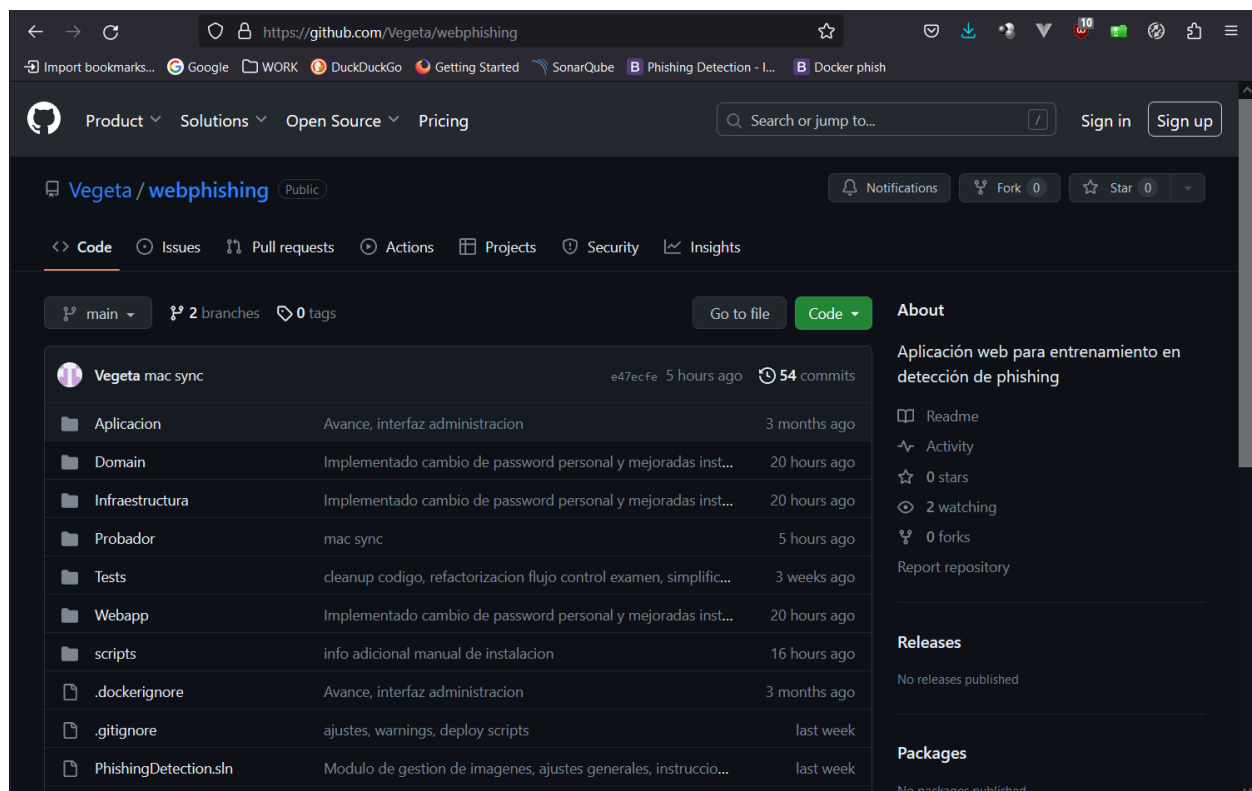 https://github.com/Vegeta/webphishing
10
Import bookmarks... Google WORK DuckDuckGo Getting Started SonarQube B Phishing Detection - I... B Docker phish
Product Solutions Open Source Pricing Search or jump to... / Sign in Sign up
Vegeta / webphishing Public Notifications Fork 0 Star 0
Code Issues Pull requests Actions Projects Security Insights
main 2 branches 0 tags Go to file Code
Vegeta mac sync e47ecfe 5 hours ago 54 commits
Aplicacion Avance, interfaz administracion 3 months ago
Domain Implementado cambio de password personal y mejoradas inst... 20 hours ago
Infraestructura Implementado cambio de password personal y mejoradas inst... 20 hours ago
Probador mac sync 5 hours ago
Tests cleanup codigo, refactorizacion flujo control examen, simplific... 3 weeks ago
Webapp Implementado cambio de password personal y mejoradas inst... 20 hours ago
scripts info adicional manual de instalacion 16 hours ago
.dockerignore Avance, interfaz administracion 3 months ago
.gitignore ajustes, warnings, deploy scripts last week
PhishingDetection.sln Modulo de gestion de imagenes, ajustes generales, instruccio... last week
About
Aplicación web para entrenamiento en
detección de phishing
Readme
Activity
0 stars
2 watching
0 forks
Report repository
Releases
No releases published
Packages
No packages published